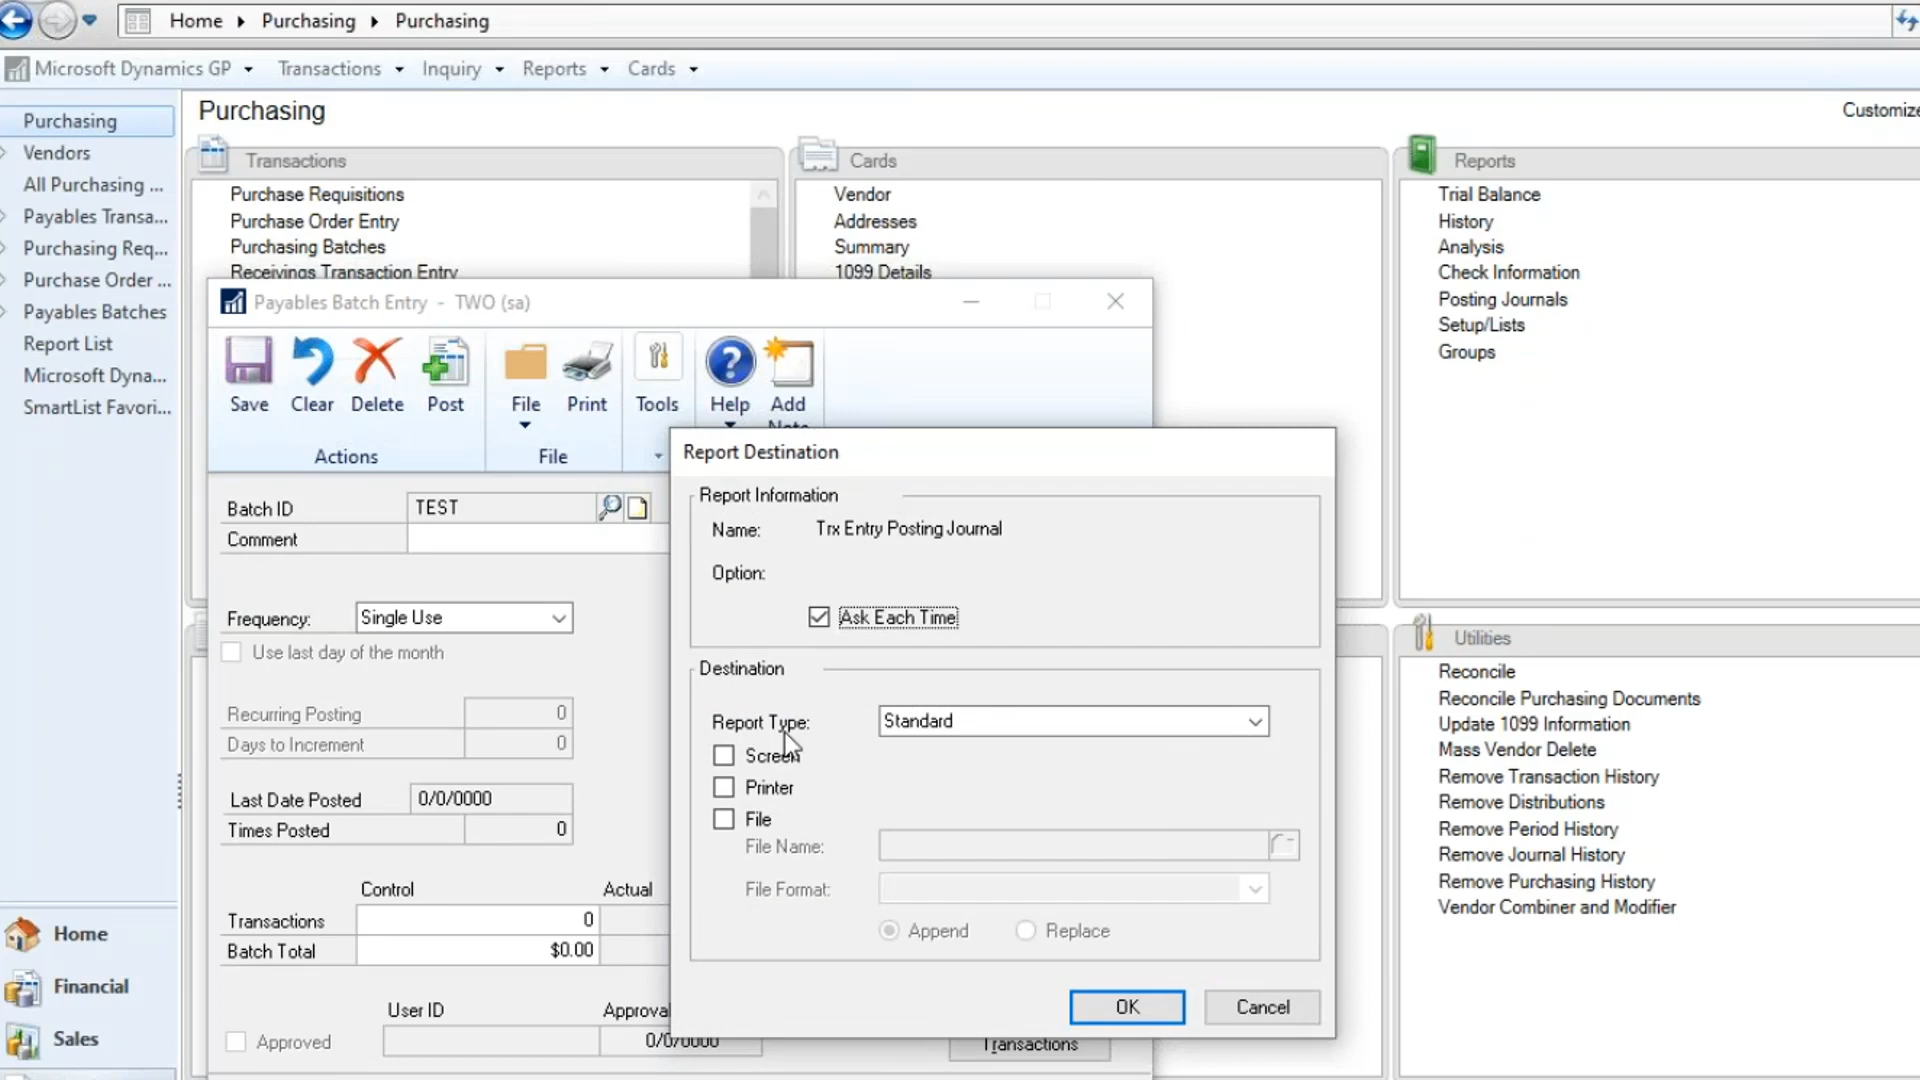 Home Purchasing Purchasing
Microsoft Dynamics GP Transactions Inquiry Reports Cards
Purchasing
Vendors
All Purchasing ...
Payables Transa...
Purchasing Req...
Purchase Order ...
Payables Batches
Report List
Microsoft Dyna...
SmartList Favori...
Home
Financial
Sales
Purchasing
Customize
Transactions
Purchase Requisitions
Purchase Order Entry
Purchasing Batches
Receivings Transaction Entry
Cards
Vendor
Addresses
Summary
1099 Details
Reports
Trial Balance
History
Analysis
Check Information
Posting Journals
Setup/Lists
Groups
Utilities
Reconcile
Reconcile Purchasing Documents
Update 1099 Information
Mass Vendor Delete
Remove Transaction History
Remove Distributions
Remove Period History
Remove Journal History
Remove Purchasing History
Vendor Combiner and Modifier
Payables Batch Entry - TWO (sa)
Save Clear Delete Post File Print Tools Help Add
Note
Actions File
Batch ID TEST
Comment
Frequency: Single Use
Use last day of the month
Recurring Posting 0
Days to Increment 0
Last Date Posted 0/0/0000
Times Posted 0
Control Actual
Transactions 0
Batch Total $0.00
User ID Approval
Approved 0/0/0000
Transactions
Report Destination
Report Information
Name: Trx Entry Posting Journal
Option:
Ask Each Time
Destination
Report Type: Standard
Screen
Printer
File
File Name:
File Format:
Append Replace
OK Cancel